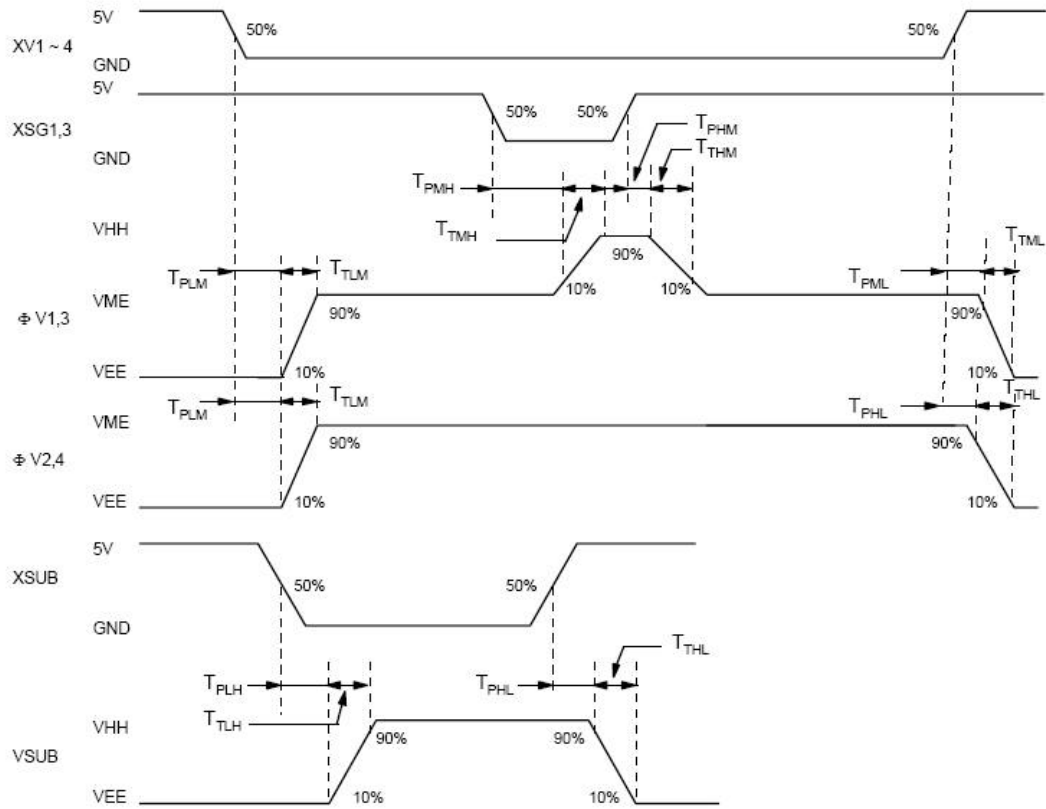 5V
50%
50%
XV1 ~ 4
GND
5V
50%
50%
XSG1,3
T_PHM
GND
T_THM
T_PMH
VHH
T_TMH
90%
T_TML
T_PLM
T_TLM
T_PML
10%
10%
VME
90%
90%
Φ V1,3
VEE
10%
10%
T_THL
T_PLM
T_TLM
T_PHL
VME
90%
90%
Φ V2,4
VEE
10%
10%
5V
XSUB
50%
50%
GND
T_THL
T_PLH
T_PHL
T_TLH
VHH
90%
90%
VSUB
VEE
10%
10%